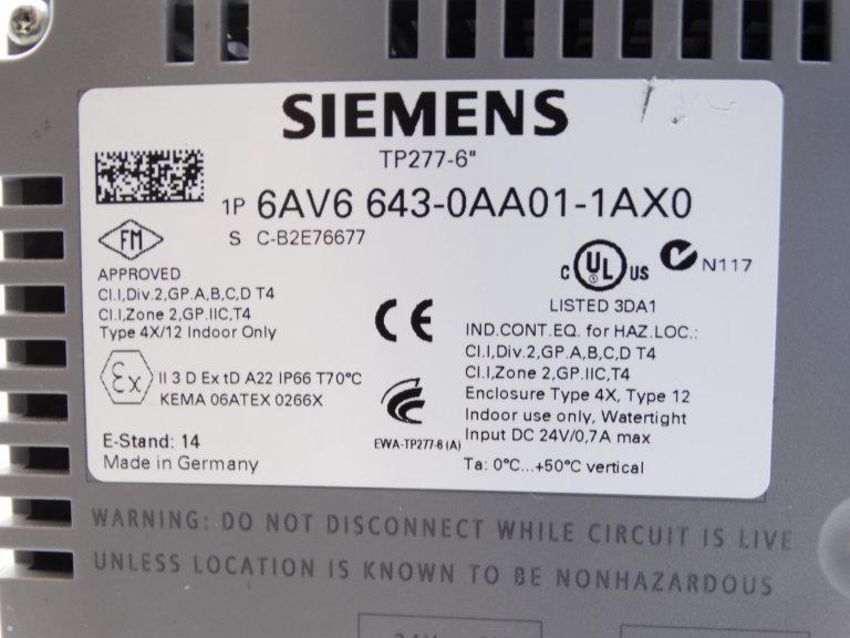 SIEMENS
TP277-6"
1P 6AV6 643-0AA01-1AX0
S C-B2E76677
FM
APPROVED
CI.I,Div.2,GP.A,B,C,D T4
CI.I,Zone 2,GP.IIC,T4
Type 4X/12 Indoor Only
Ex II 3 D Ex tD A22 IP66 T70°C
KEMA 06ATEX 0266X
E-Stand: 14
Made in Germany
CE
EWA-TP277-6 (A)
C UL US
N117
LISTED 3DA1
IND.CONT.EQ. for HAZ.LOC.:
CI.I,Div.2,GP.A,B,C,D T4
CI.I,Zone 2,GP.IIC,T4
Enclosure Type 4X, Type 12
Indoor use only, Watertight
Input DC 24V/0,7A max
Ta: 0°C...+50°C vertical
WARNING: DO NOT DISCONNECT WHILE CIRCUIT IS LIVE
UNLESS LOCATION IS KNOWN TO BE NONHAZARDOUS